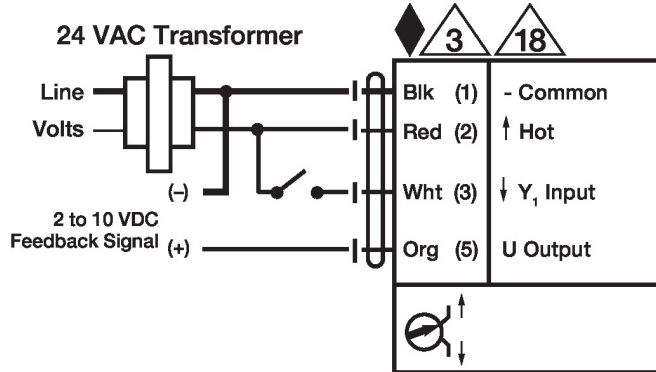 24 VAC Transformer
3
18
Line
Volts
Blk (1) - Common
Red (2) ↑ Hot
(–)
Wht (3) ↓ Y1 Input
2 to 10 VDC
Feedback Signal (+)
Org (5) U Output